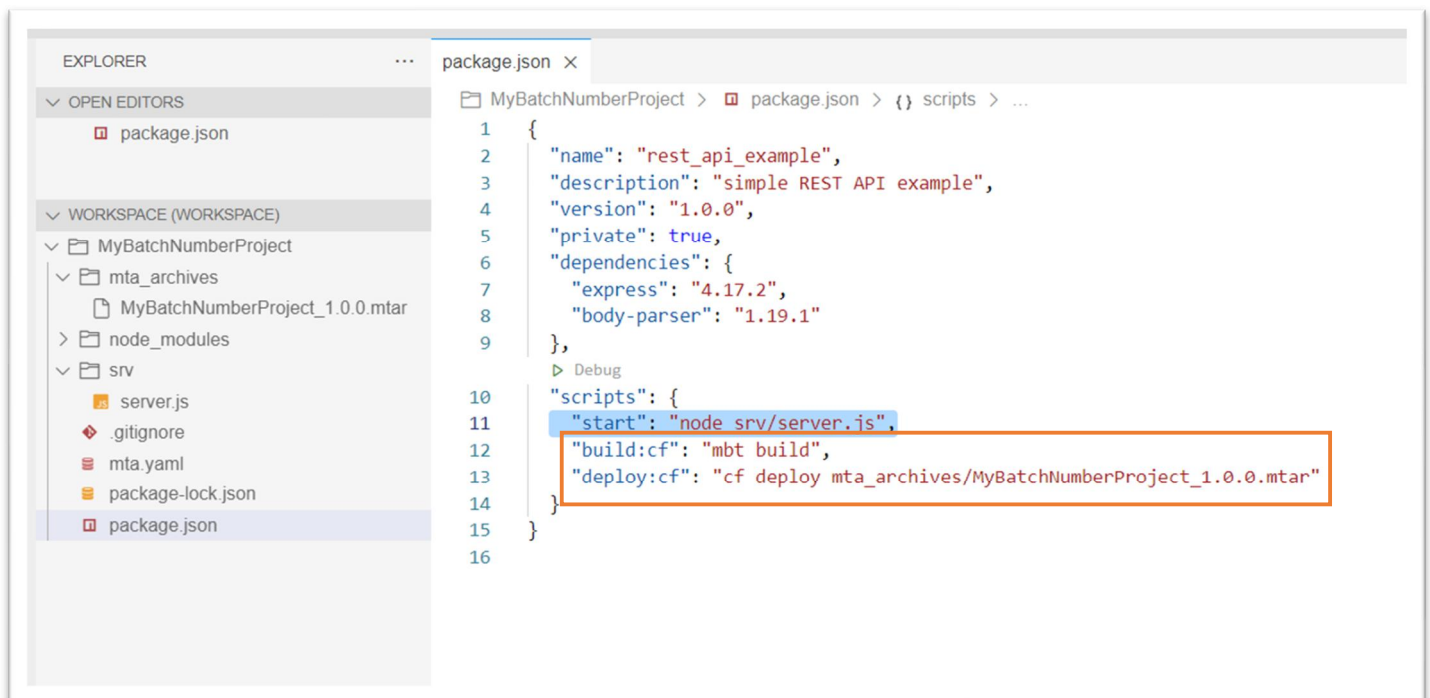 EXPLORER ...
OPEN EDITORS
package.json
WORKSPACE (WORKSPACE)
MyBatchNumberProject
mta_archives
MyBatchNumberProject_1.0.0.mtar
node_modules
srv
JS server.js
.gitignore
mta.yaml
package-lock.json
package.json
package.json ×
MyBatchNumberProject > package.json > {} scripts > ...
1 {
2 "name": "rest_api_example",
3 "description": "simple REST API example",
4 "version": "1.0.0",
5 "private": true,
6 "dependencies": {
7 "express": "4.17.2",
8 "body-parser": "1.19.1"
9 },
Debug
10 "scripts": {
11 "start": "node srv/server.js",
12 "build:cf": "mbt build",
13 "deploy:cf": "cf deploy mta_archives/MyBatchNumberProject_1.0.0.mtar"
14 }
15 }
16